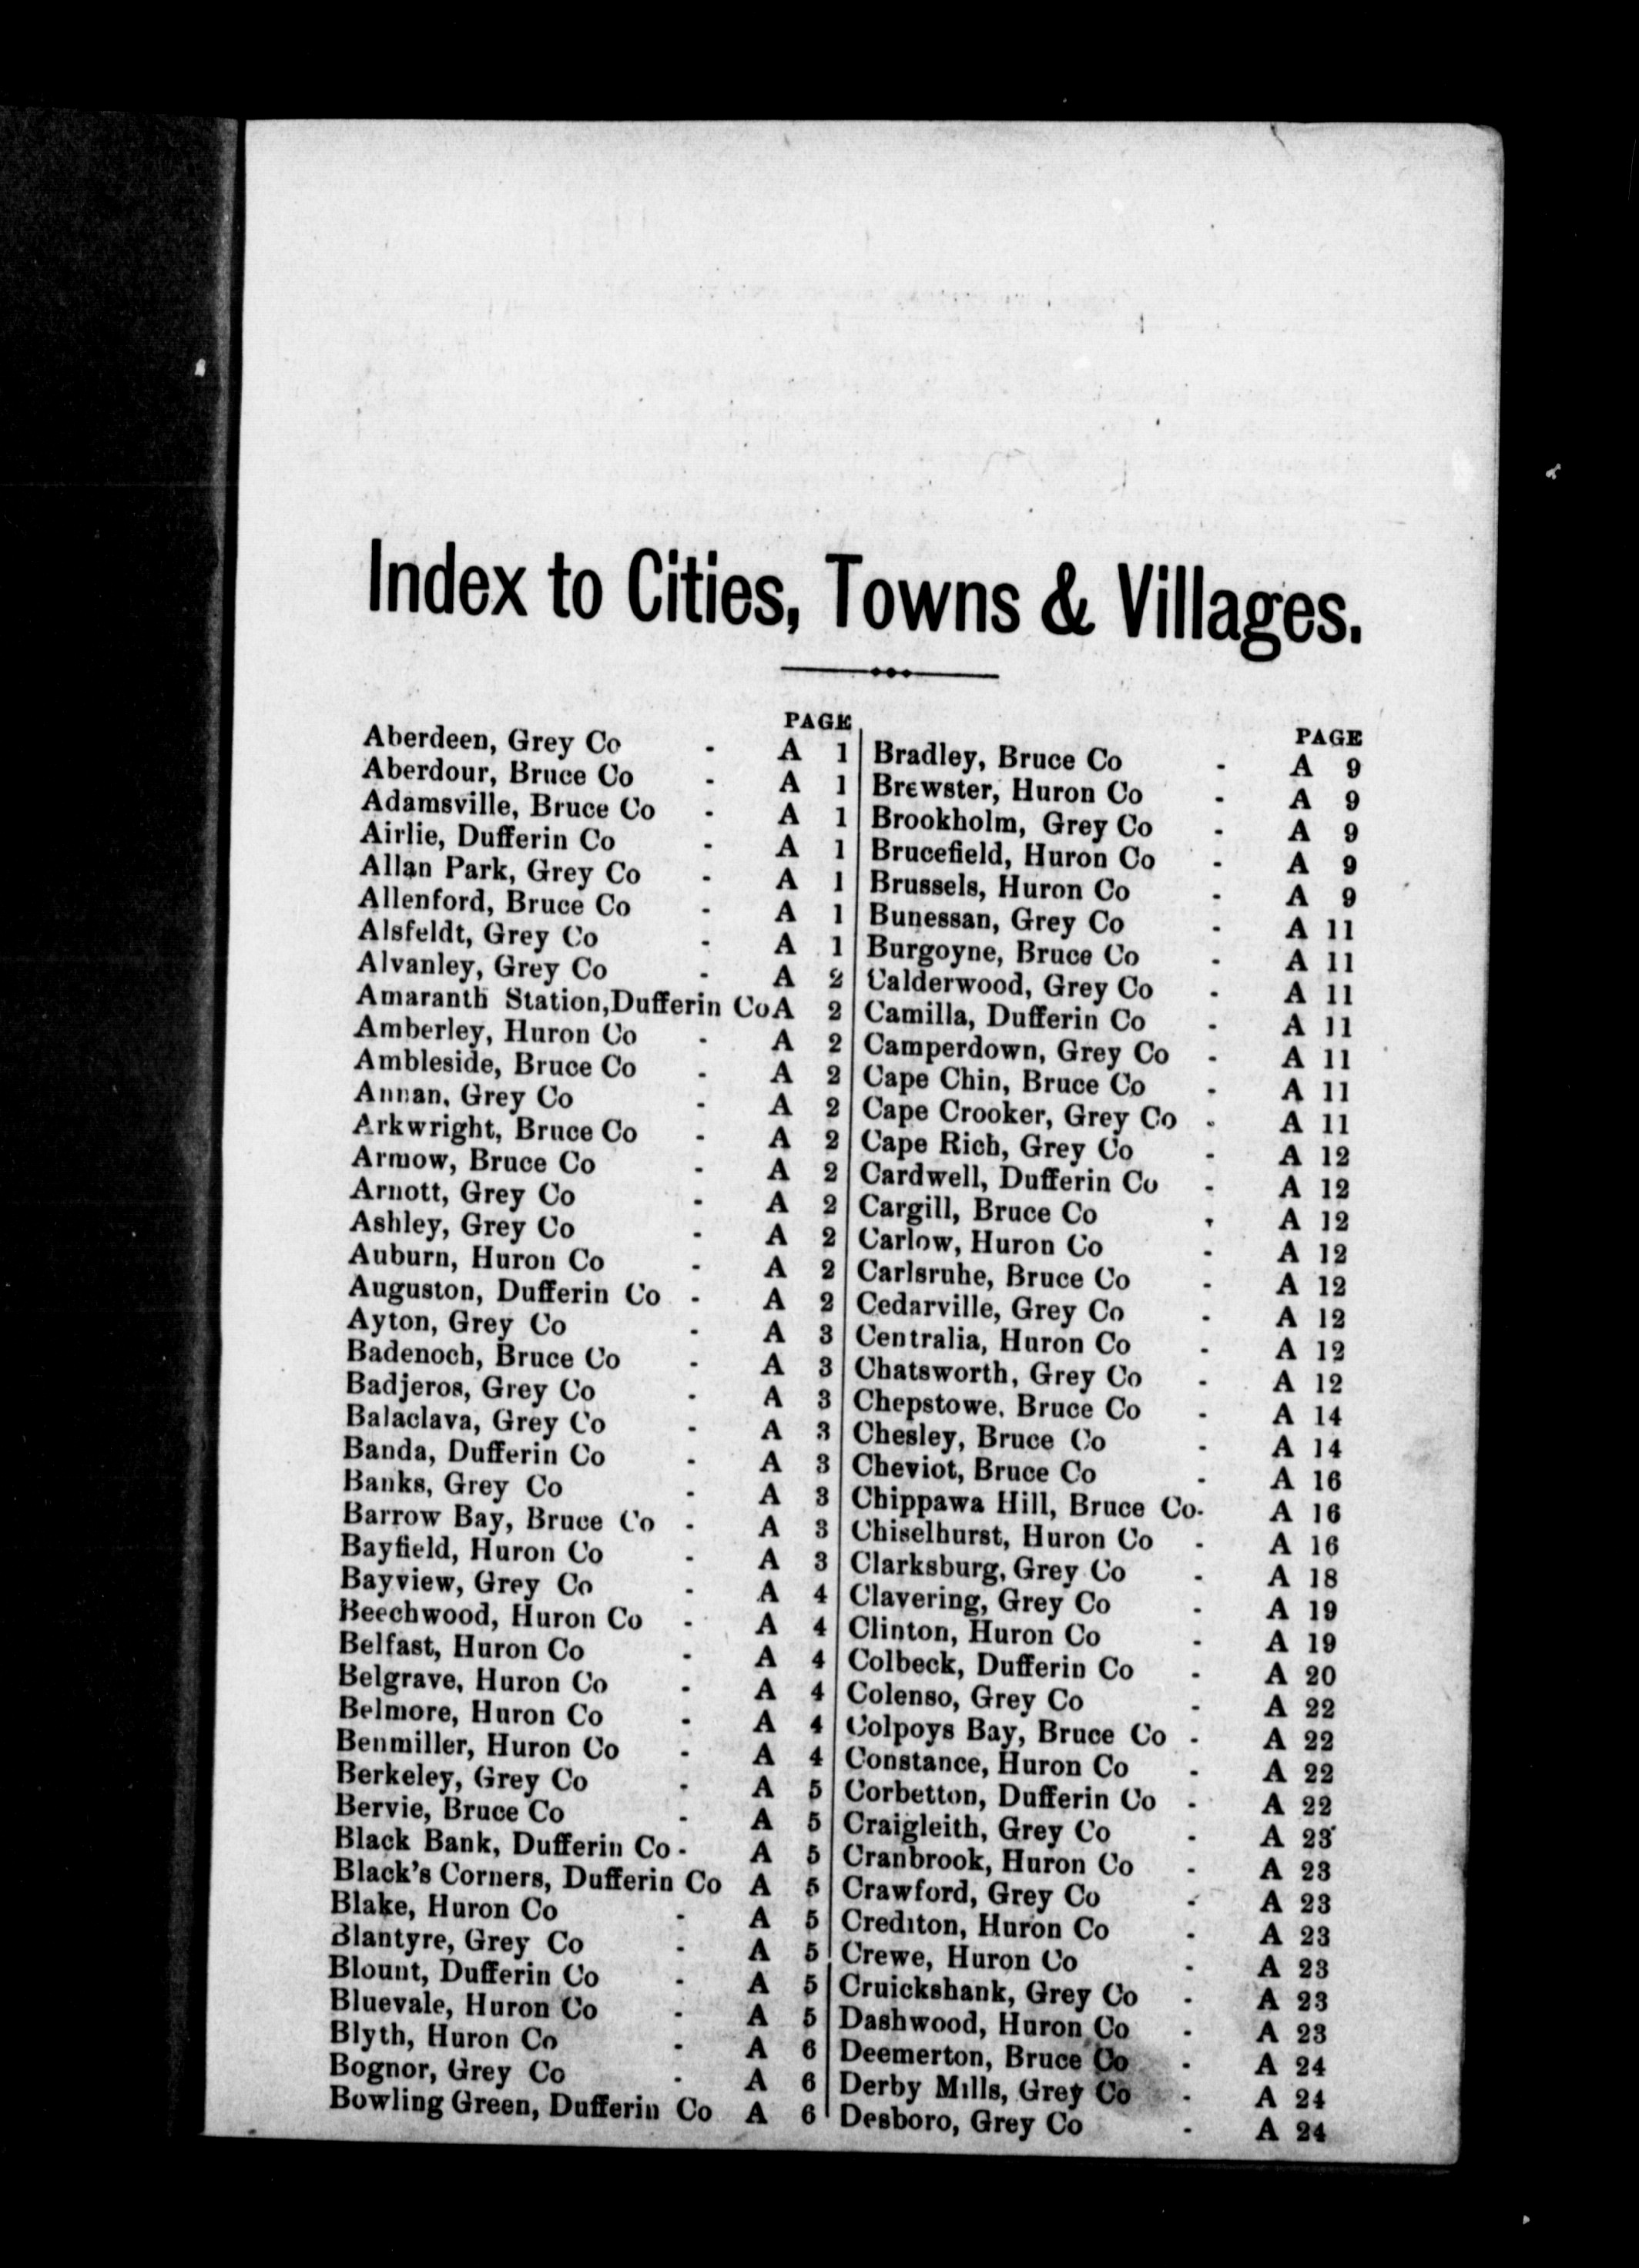 Index to Cities, Towns & Villages.
PAGE
Aberdeen, Grey Co - A 1
Aberdour, Bruce Co - A 1
Adamsville, Bruce Co - A 1
Airlie, Dufferin Co - A 1
Allan Park, Grey Co - A 1
Allenford, Bruce Co - A 1
Alsfeldt, Grey Co - A 1
Alvanley, Grey Co - A 2
Amaranth Station,Dufferin CoA 2
Amberley, Huron Co - A 2
Ambleside, Bruce Co - A 2
Annan, Grey Co - A 2
Arkwright, Bruce Co - A 2
Armow, Bruce Co - A 2
Arnott, Grey Co - A 2
Ashley, Grey Co - A 2
Auburn, Huron Co - A 2
Auguston, Dufferin Co - A 2
Ayton, Grey Co - A 3
Badenoch, Bruce Co - A 3
Badjeros, Grey Co - A 3
Balaclava, Grey Co - A 3
Banda, Dufferin Co - A 3
Banks, Grey Co - A 3
Barrow Bay, Bruce Co - A 3
Bayfield, Huron Co - A 3
Bayview, Grey Co - A 4
Beechwood, Huron Co - A 4
Belfast, Huron Co - A 4
Belgrave, Huron Co - A 4
Belmore, Huron Co - A 4
Benmiller, Huron Co - A 4
Berkeley, Grey Co - A 5
Bervie, Bruce Co - A 5
Black Bank, Dufferin Co - A 5
Black's Corners, Dufferin Co A 5
Blake, Huron Co - A 5
Blantyre, Grey Co - A 5
Blount, Dufferin Co - A 5
Bluevale, Huron Co - A 5
Blyth, Huron Co - A 6
Bognor, Grey Co - A 6
Bowling Green, Dufferin Co A 6
PAGE
Bradley, Bruce Co - A 9
Brewster, Huron Co - A 9
Brookholm, Grey Co - A 9
Brucefield, Huron Co - A 9
Brussels, Huron Co - A 9
Bunessan, Grey Co - A 11
Burgoyne, Bruce Co - A 11
Calderwood, Grey Co - A 11
Camilla, Dufferin Co - A 11
Camperdown, Grey Co - A 11
Cape Chin, Bruce Co - A 11
Cape Crooker, Grey Co - A 11
Cape Rich, Grey Co - A 12
Cardwell, Dufferin Co - A 12
Cargill, Bruce Co - A 12
Carlow, Huron Co - A 12
Carlsruhe, Bruce Co - A 12
Cedarville, Grey Co - A 12
Centralia, Huron Co - A 12
Chatsworth, Grey Co - A 12
Chepstowe. Bruce Co - A 14
Chesley, Bruce Co - A 14
Cheviot, Bruce Co - A 16
Chippawa Hill, Bruce Co- A 16
Chiselhurst, Huron Co - A 16
Clarksburg, Grey Co - A 18
Clavering, Grey Co - A 19
Clinton, Huron Co - A 19
Colbeck, Dufferin Co - A 20
Colenso, Grey Co - A 22
Colpoys Bay, Bruce Co - A 22
Constance, Huron Co - A 22
Corbetton, Dufferin Co - A 22
Craigleith, Grey Co - A 23
Cranbrook, Huron Co - A 23
Crawford, Grey Co - A 23
Crediton, Huron Co - A 23
Crewe, Huron Co - A 23
Cruickshank, Grey Co - A 23
Dashwood, Huron Co - A 23
Deemerton, Bruce Co - A 24
Derby Mills, Grey Co - A 24
Desboro, Grey Co - A 24